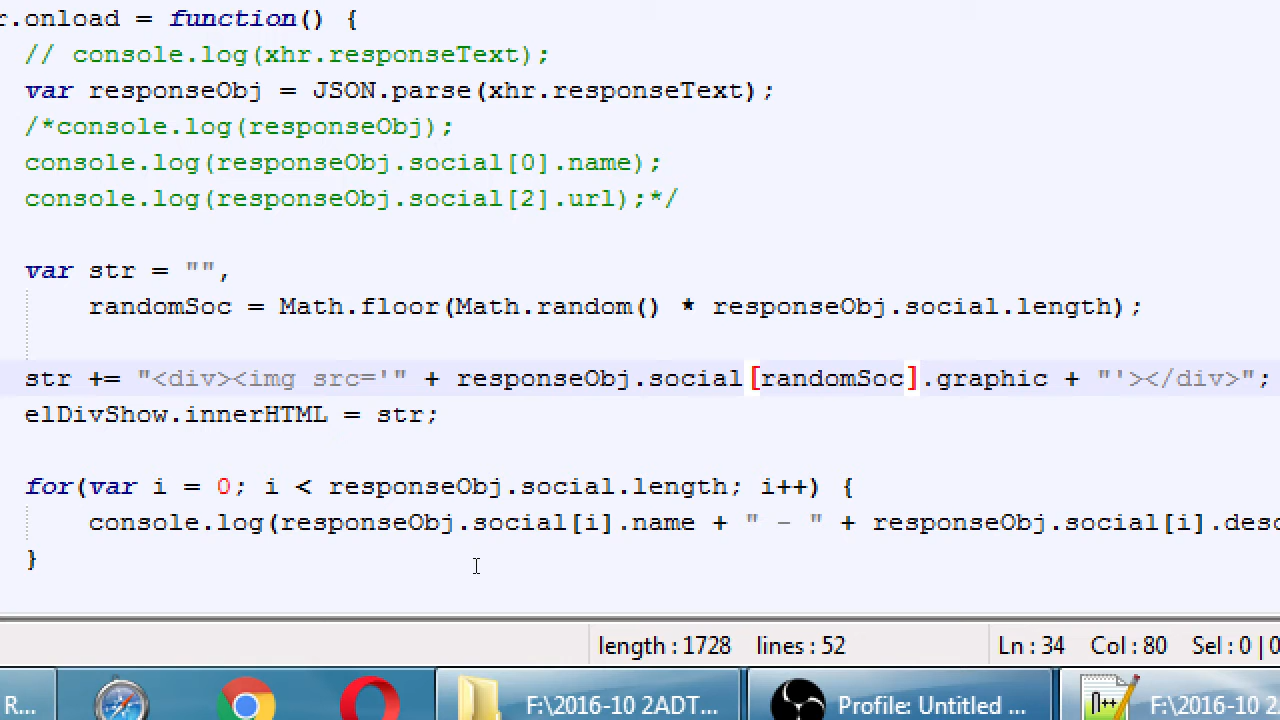 r.onload = function() {
// console.log(xhr.responseText);
var responseObj = JSON.parse(xhr.responseText);
/*console.log(responseObj);
console.log(responseObj.social[0].name);
console.log(responseObj.social[2].url);*/
var str = "",
randomSoc = Math.floor(Math.random() * responseObj.social.length);
str += "<div><img src='" + responseObj.social[randomSoc].graphic + "'></div>";
elDivShow.innerHTML = str;
for(var i = 0; i < responseObj.social.length; i++) {
console.log(responseObj.social[i].name + " - " + responseObj.social[i].desc
}
length : 1728 lines : 52 Ln : 34 Col : 80 Sel : 0 | 0
R... F:\2016-10 2ADT... Profile: Untitled ... F:\2016-10 2